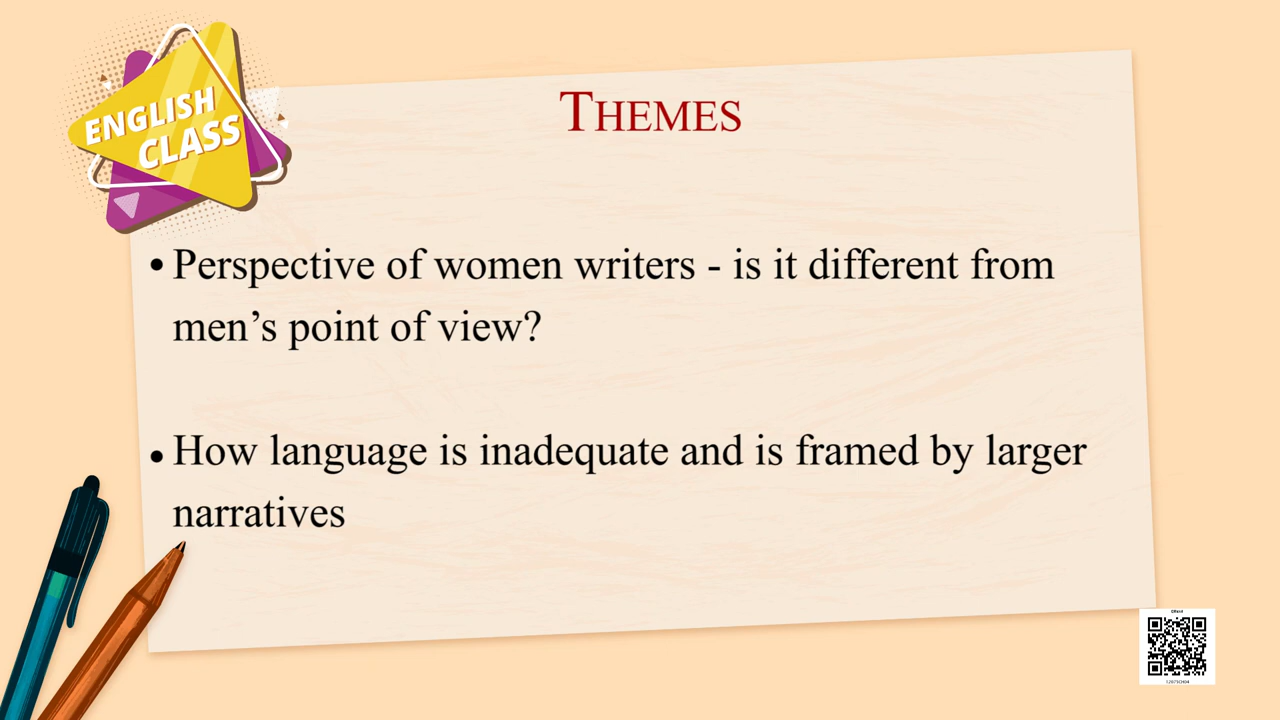 ENGLISH
CLASS
THEMES
• Perspective of women writers - is it different from
men’s point of view?
• How language is inadequate and is framed by larger
narratives